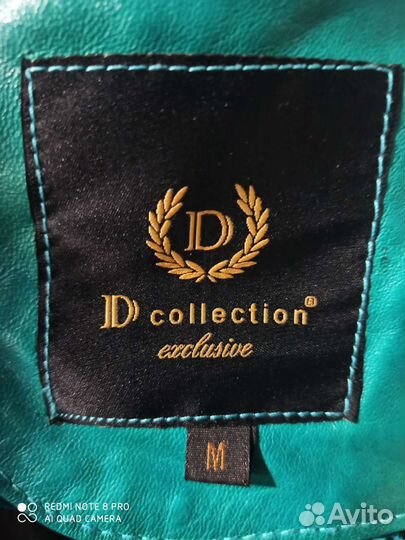 D
D collection®
exclusive
M
REDMI NOTE 8 PRO
AI QUAD CAMERA
Avito